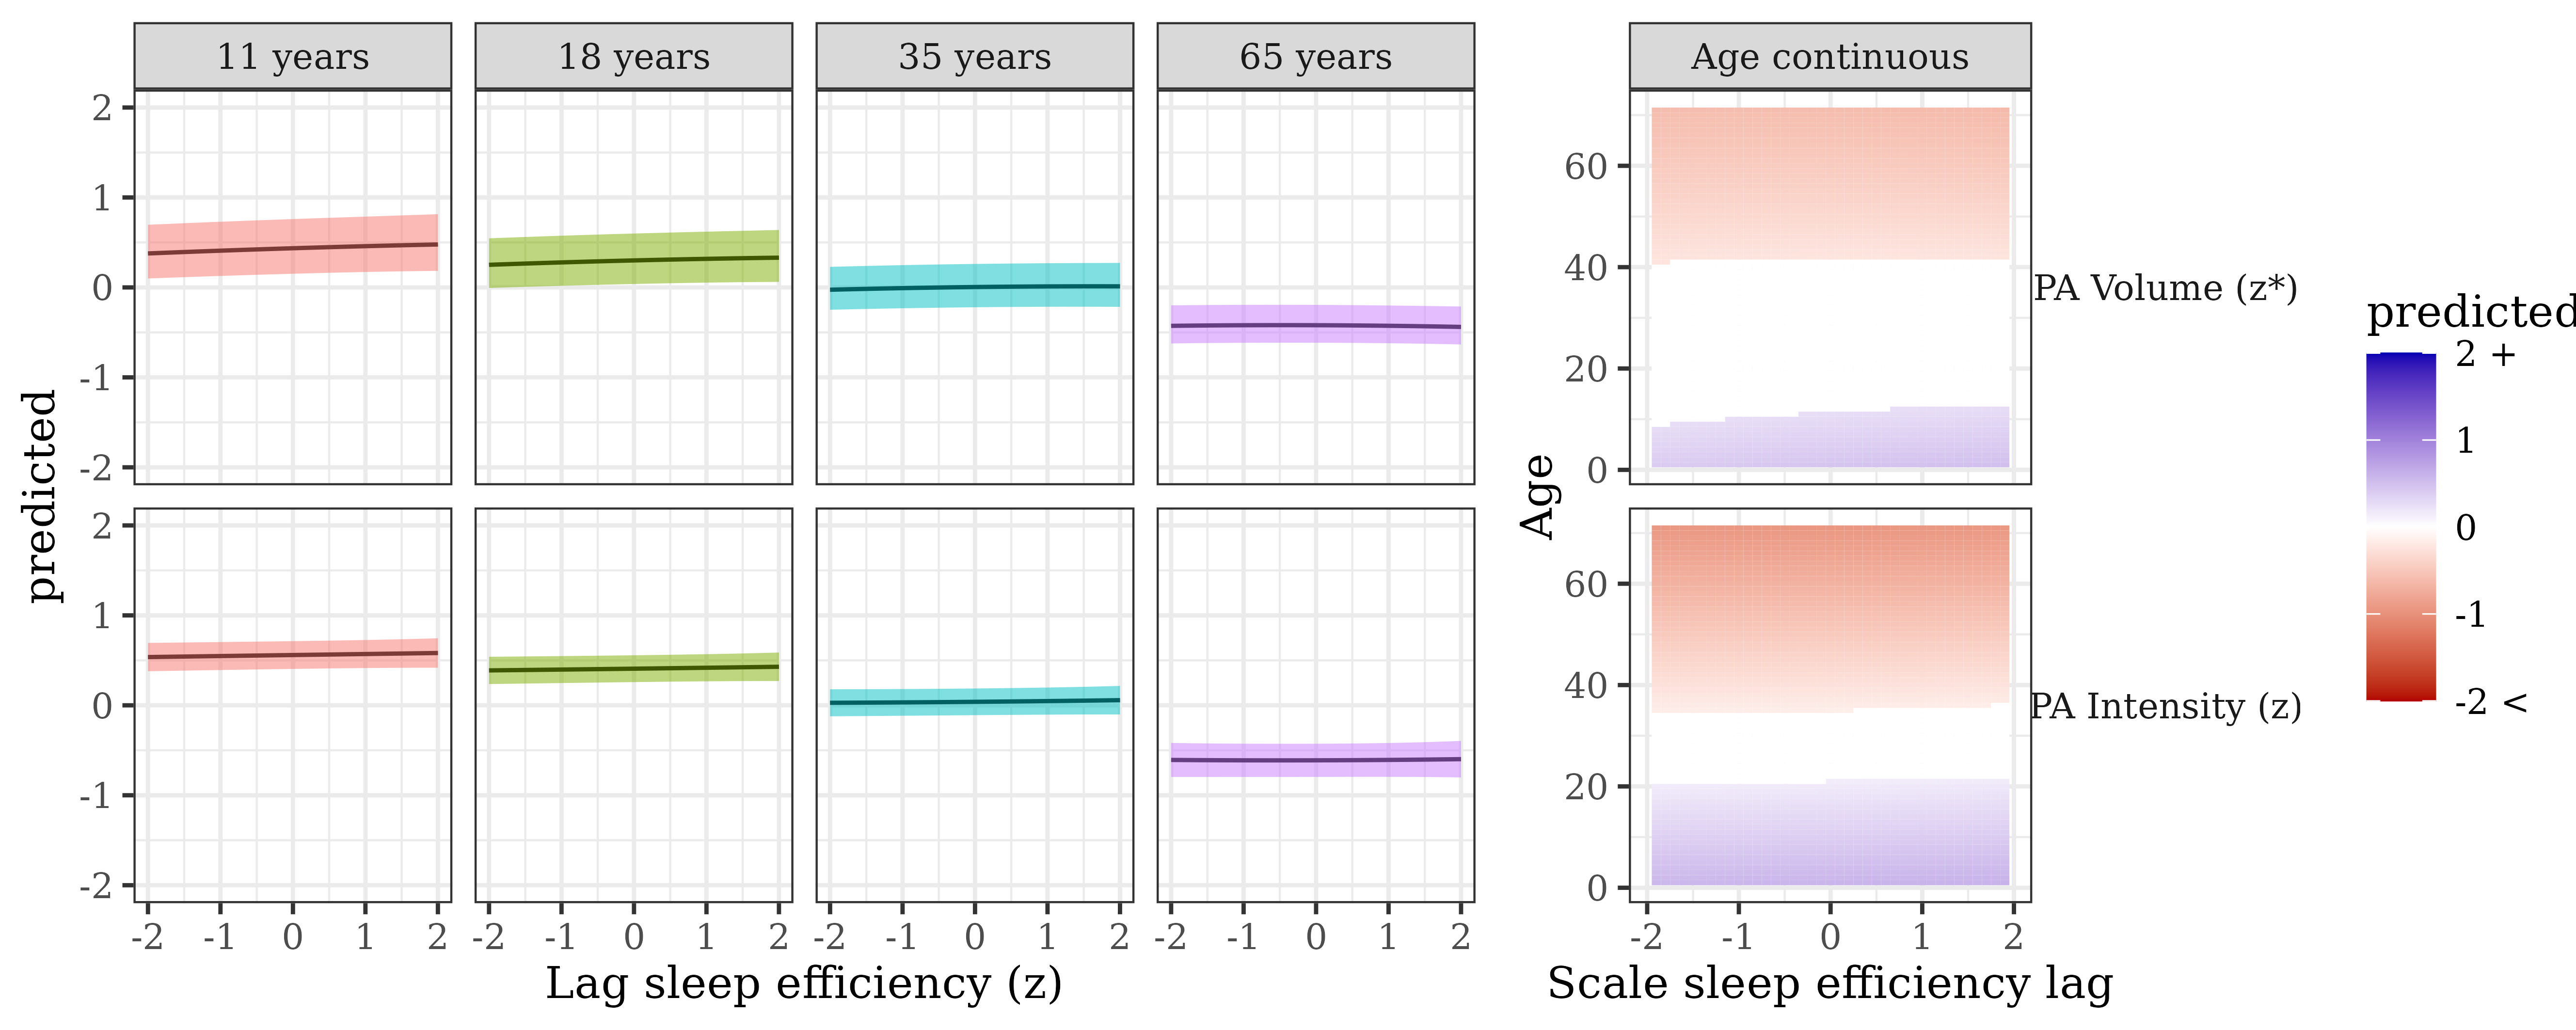 11 years
18 years
35 years
65 years
Age continuous
2
1
0
-1
-2
60
40
20
0
PA Volume (z*)
predicted
2 +
1
0
-1
-2 <
predicted
Age
2
1
0
-1
-2
60
40
20
0
PA Intensity (z)
-2 -1 0 1 2
-2 -1 0 1 2
-2 -1 0 1 2
-2 -1 0 1 2
-2 -1 0 1 2
Lag sleep efficiency (z)
Scale sleep efficiency lag